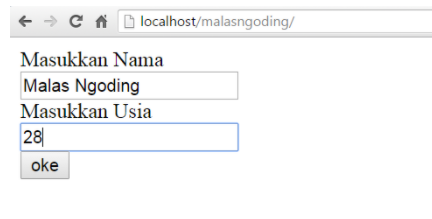 localhost/malasngoding/
Masukkan Nama
Malas Ngoding
Masukkan Usia
28
oke